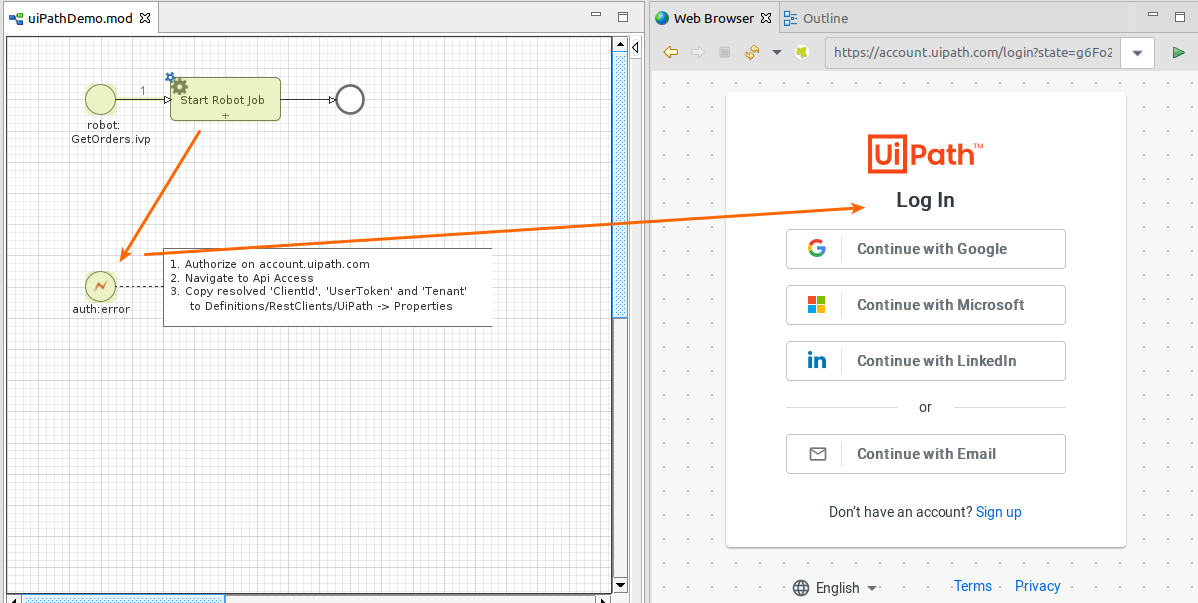 uiPathDemo.mod
1
Start Robot Job
+
robot:
GetOrders.ivp
auth:error
1. Authorize on account.uipath.com
2. Navigate to Api Access
3. Copy resolved 'ClientId', 'UserToken' and 'Tenant'
to Definitions/RestClients/UiPath -> Properties
Web Browser
Outline
https://account.uipath.com/login?state=g6Fo2
Ui Path™
Log In
Continue with Google
Continue with Microsoft
in Continue with LinkedIn
or
Continue with Email
Don't have an account? Sign up
English Terms Privacy